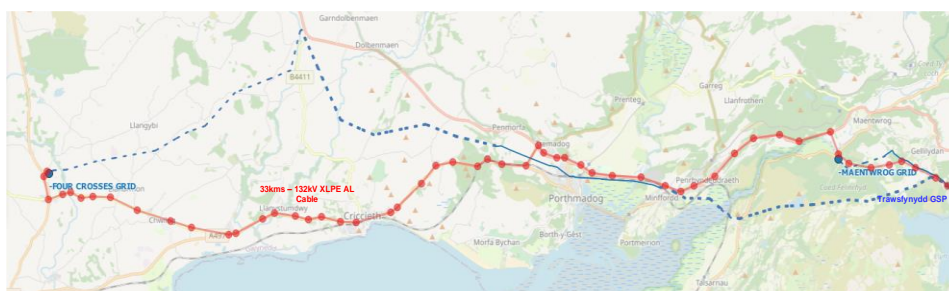 Garndolbenmaen
Dolbenmaen
B4411
Garreg
Prenteg
Llanfrothen
Maentwrog
Llangybi
Penmorfa
Gellilydan
-FOUR CROSSES GRID
-MAENTWROG GRID
33kms – 132kV XLPE AL
Cable
Trawsfynydd GSP
Llanystumdwy
Criccieth
Porthmadog
Minffordd
Penrhyndeudraeth
Borth-y-Gest
Portmeirion
Morfa Bychan
Talsarnau